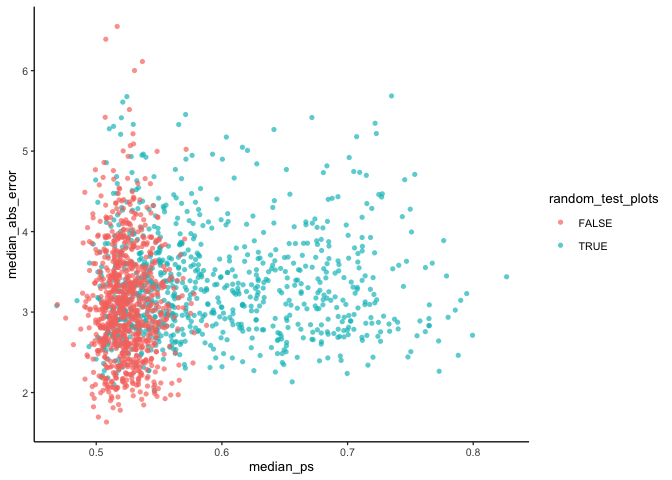 6
5
4
3
2
median_abs_error
0.5 0.6 0.7 0.8
median_ps
random_test_plots
FALSE
TRUE